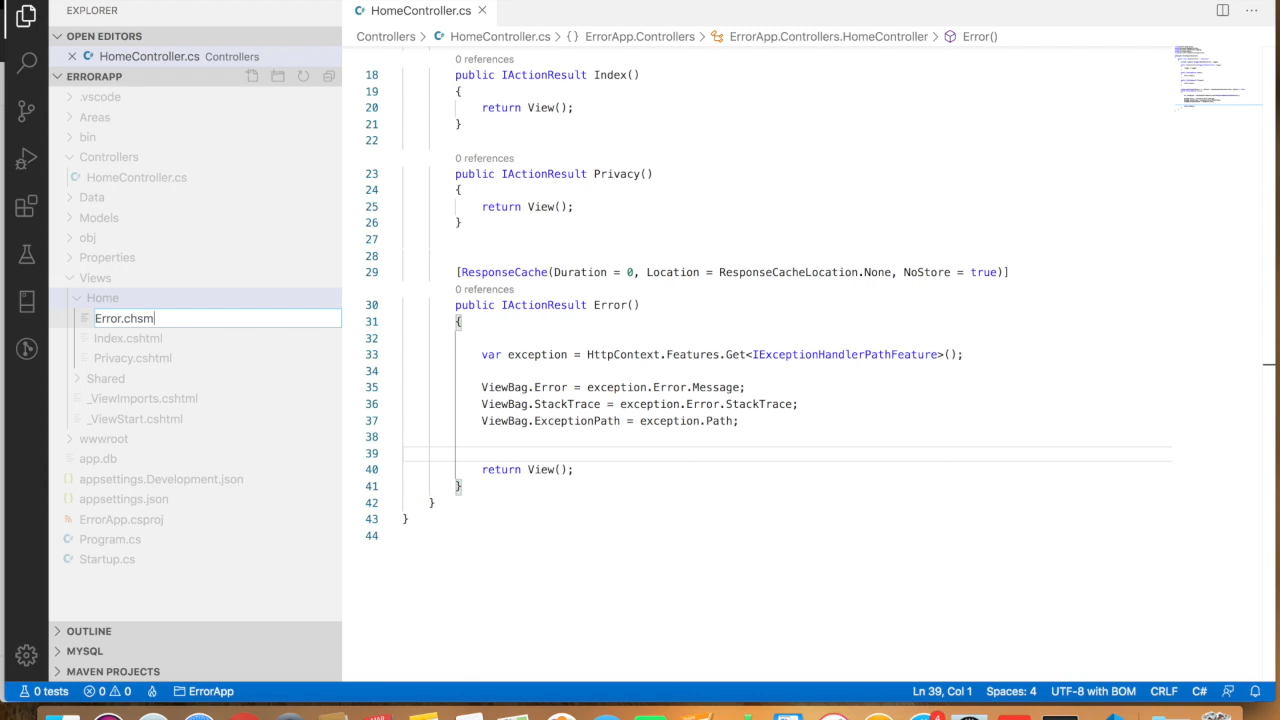 EXPLORER
OPEN EDITORS
HomeController.cs Controllers
ERRORAPP
.vscode
Areas
bin
Controllers
HomeController.cs
Data
Models
obj
Properties
Views
Home
Error.chsm
Index.cshtml
Privacy.cshtml
Shared
_ViewImports.cshtml
_ViewStart.cshtml
wwwroot
app.db
appsettings.Development.json
appsettings.json
ErrorApp.csproj
Program.cs
Startup.cs
OUTLINE
MYSQL
MAVEN PROJECTS
HomeController.cs
Controllers > HomeController.cs > {} ErrorApp.Controllers > ErrorApp.Controllers.HomeController > Error()
0 references
18 public IActionResult Index()
19 {
20 return View();
21 }
22
0 references
23 public IActionResult Privacy()
24 {
25 return View();
26 }
27
28
29 [ResponseCache(Duration = 0, Location = ResponseCacheLocation.None, NoStore = true)]
0 references
30 public IActionResult Error()
31 {
32
33 var exception = HttpContext.Features.Get<IExceptionHandlerPathFeature>();
34
35 ViewBag.Error = exception.Error.Message;
36 ViewBag.StackTrace = exception.Error.StackTrace;
37 ViewBag.ExceptionPath = exception.Path;
38
39
40 return View();
41 }
42 }
43 }
44
0 tests 0 0 ErrorApp Ln 39, Col 1 Spaces: 4 UTF-8 with BOM CRLF C#